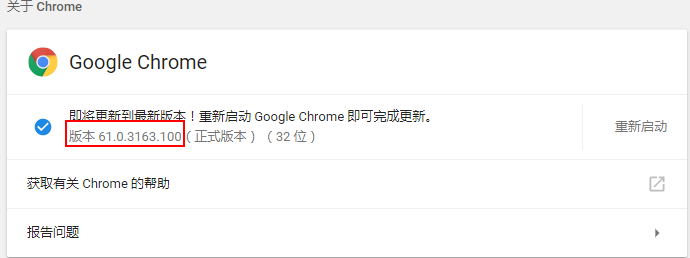 关于 Chrome
Google Chrome
即将更新到最新版本！重新启动 Google Chrome 即可完成更新。
版本 61.0.3163.100（正式版本）（32 位）
重新启动
获取有关 Chrome 的帮助
报告问题